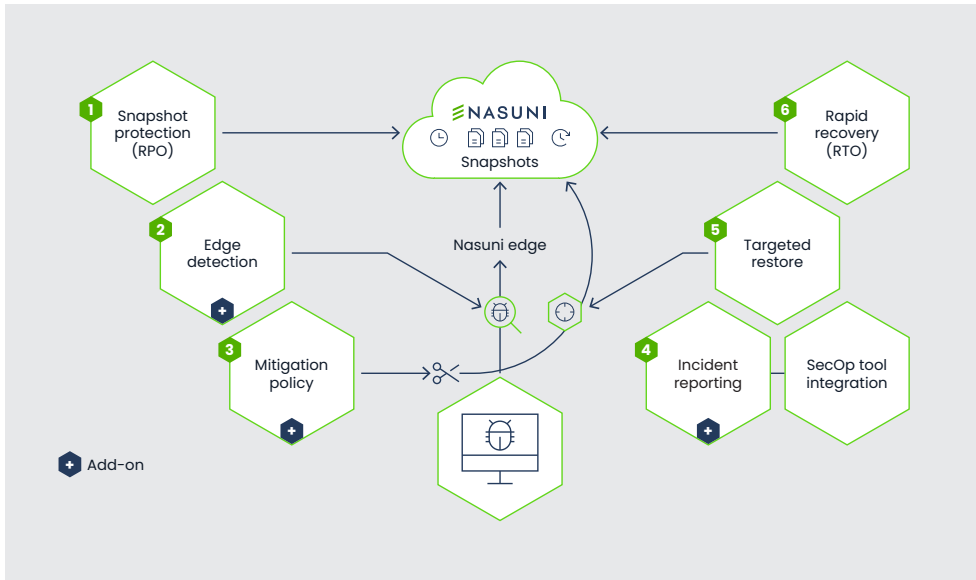 1
Snapshot
protection
(RPO)
NASUNI
Snapshots
6
Rapid
recovery
(RTO)
2
Edge
detection
+
Nasuni edge
5
Targeted
restore
3
Mitigation
policy
+
4
Incident
reporting
+
SecOp tool
integration
+ Add-on